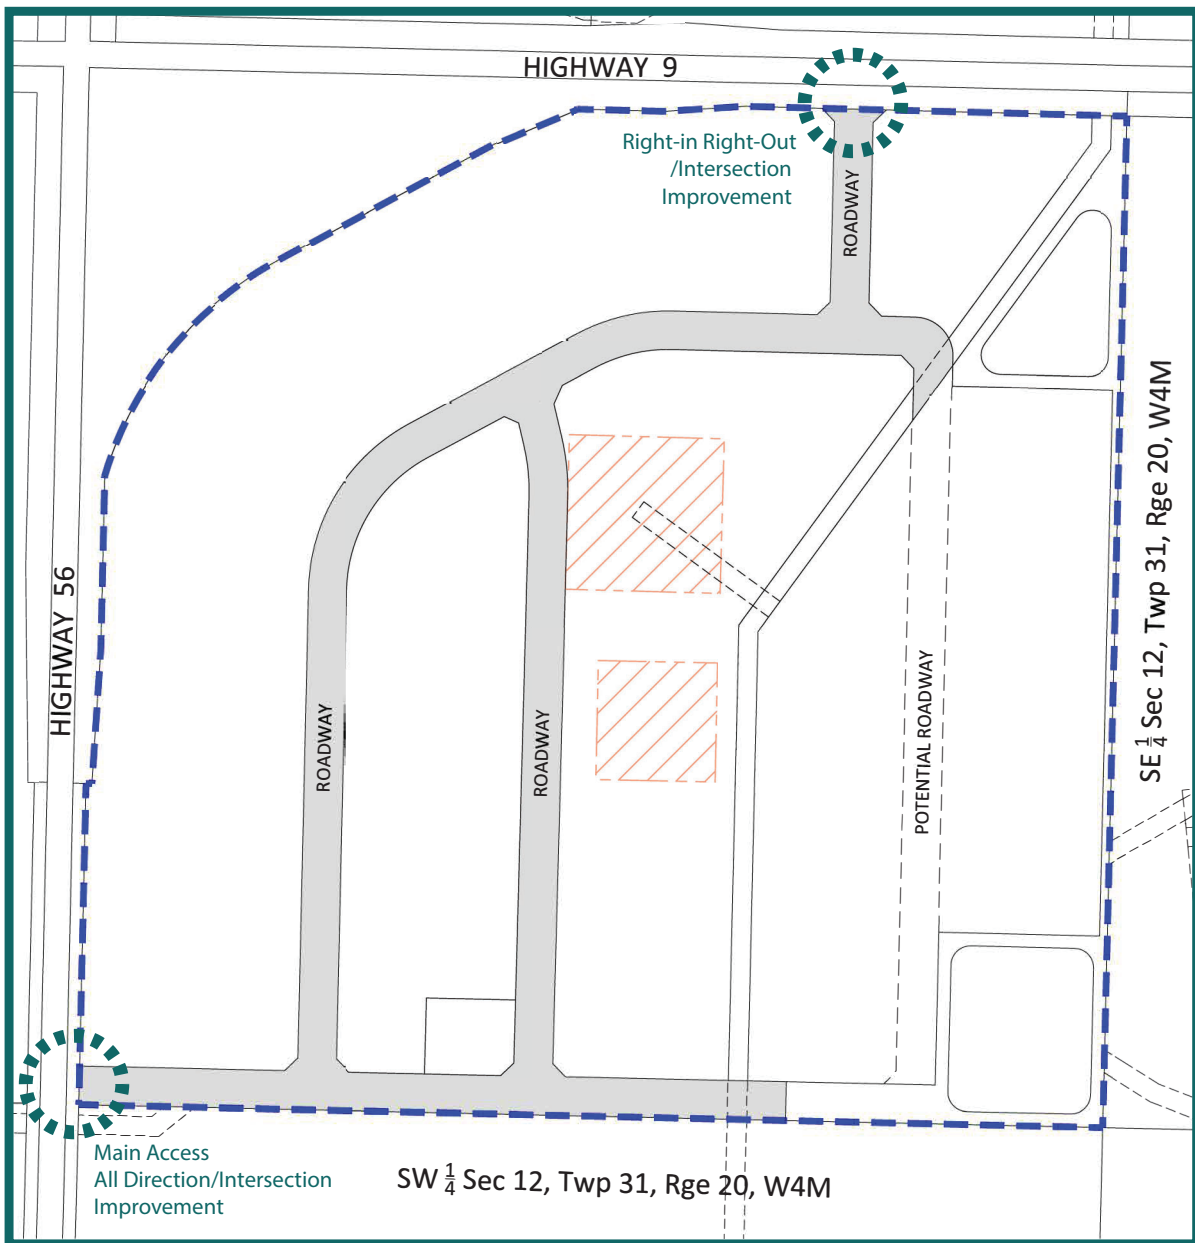 HIGHWAY 9
Right-in Right-Out
/Intersection
Improvement
ROADWAY
SE 1/4 Sec 12, Twp 31, Rge 20, W4M
HIGHWAY 56
ROADWAY
ROADWAY
POTENTIAL ROADWAY
Main Access
All Direction/Intersection
Improvement
SW 1/4 Sec 12, Twp 31, Rge 20, W4M